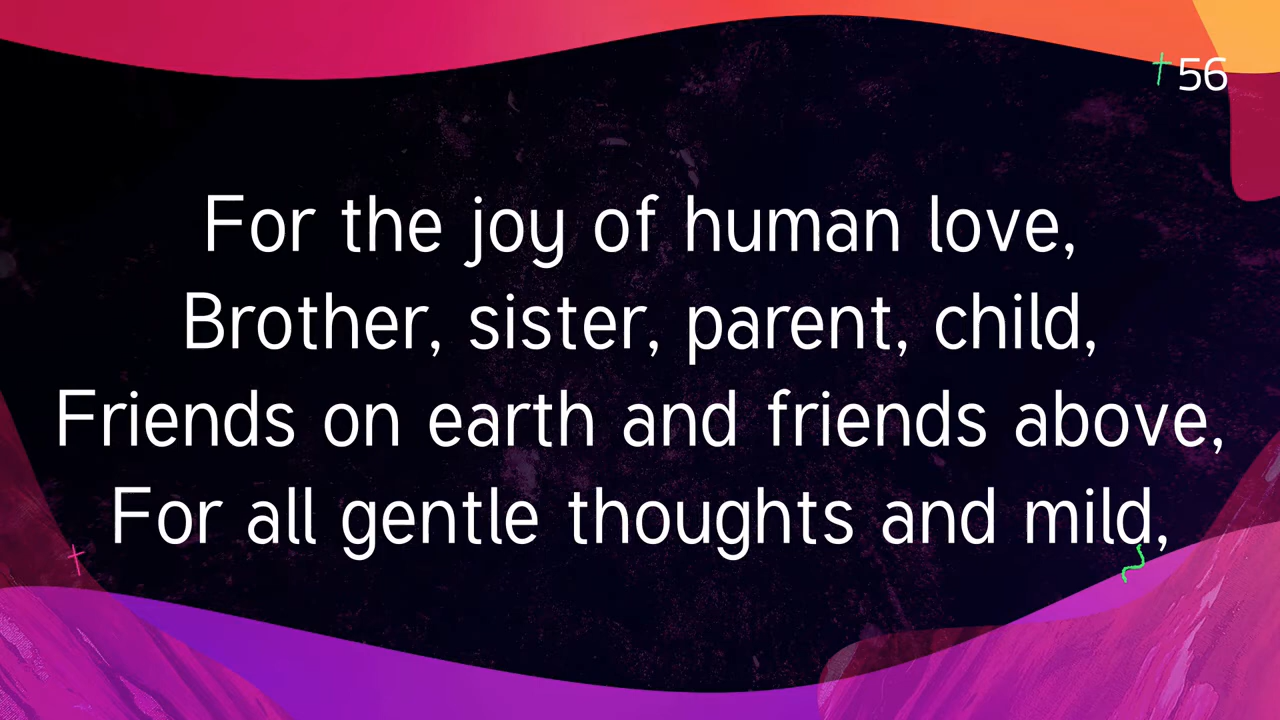 56
For the joy of human love,
Brother, sister, parent, child,
Friends on earth and friends above,
For all gentle thoughts and mild,